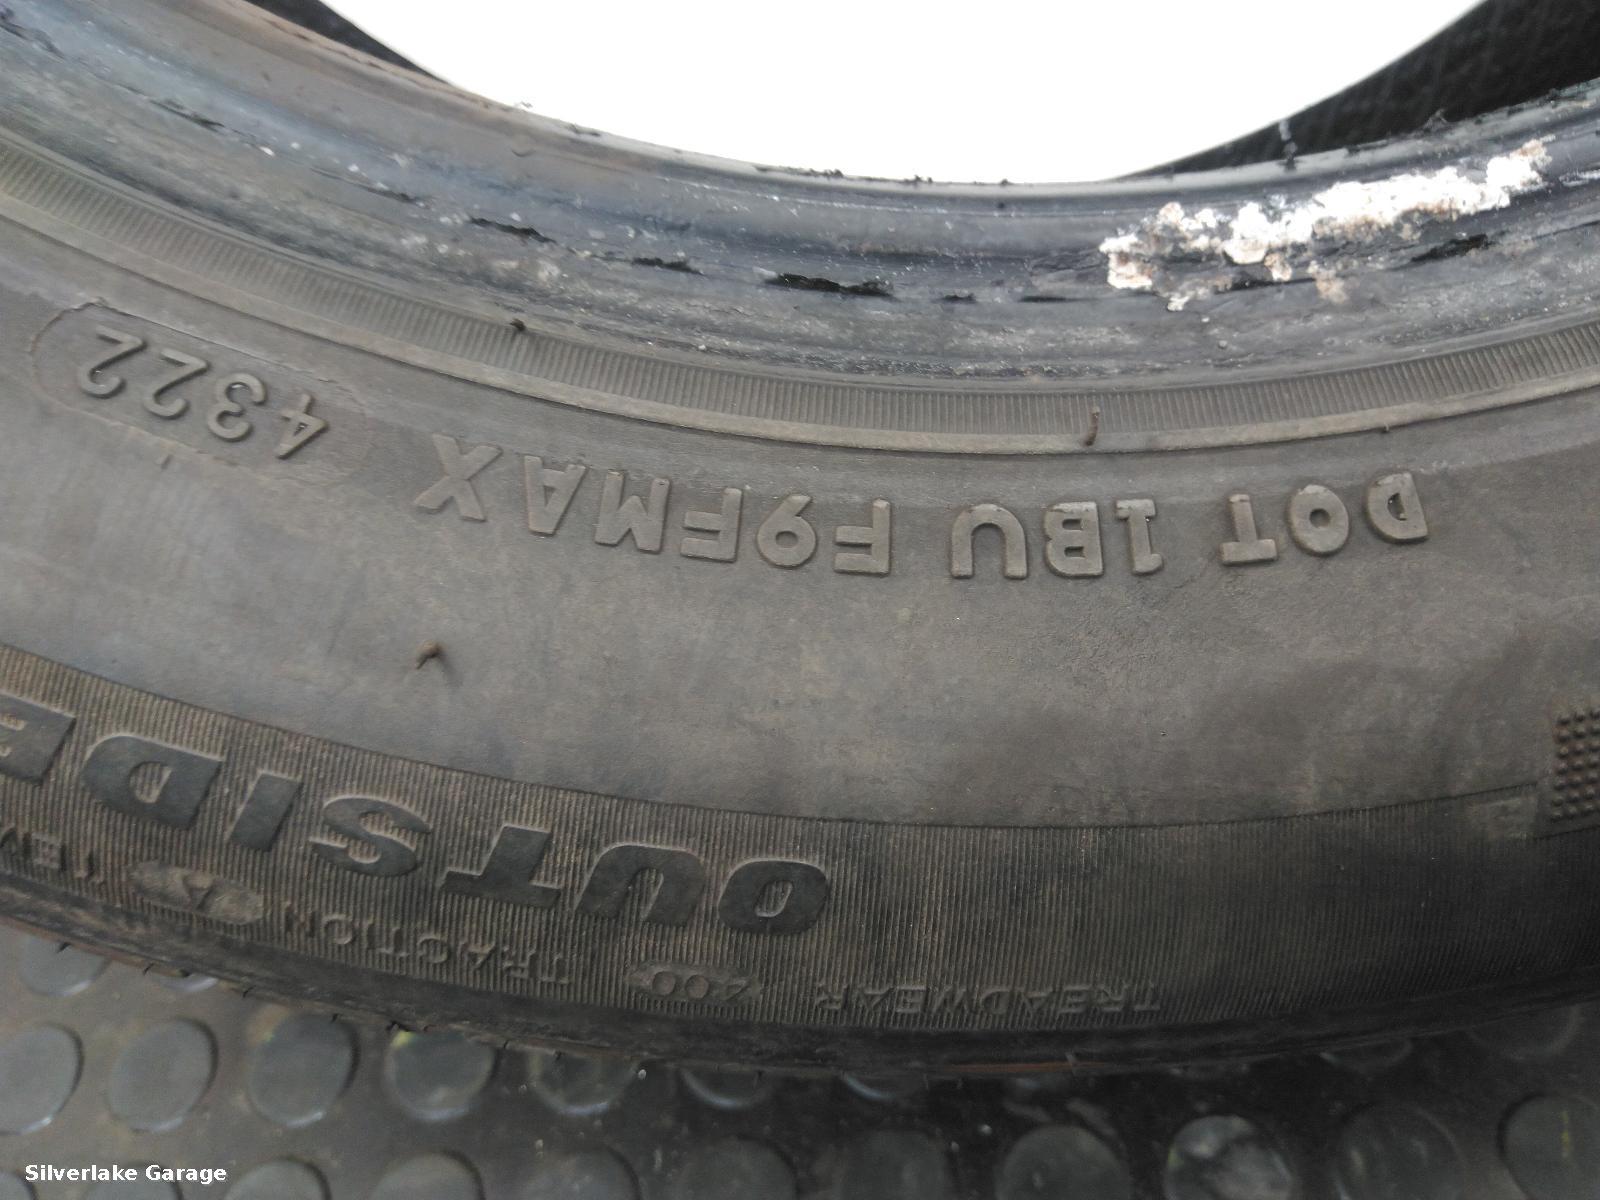 DOT 1BU F9FMAX 4322
OUTSIDE
TREADWEAR 400 TRACTION A
Silverlake Garage